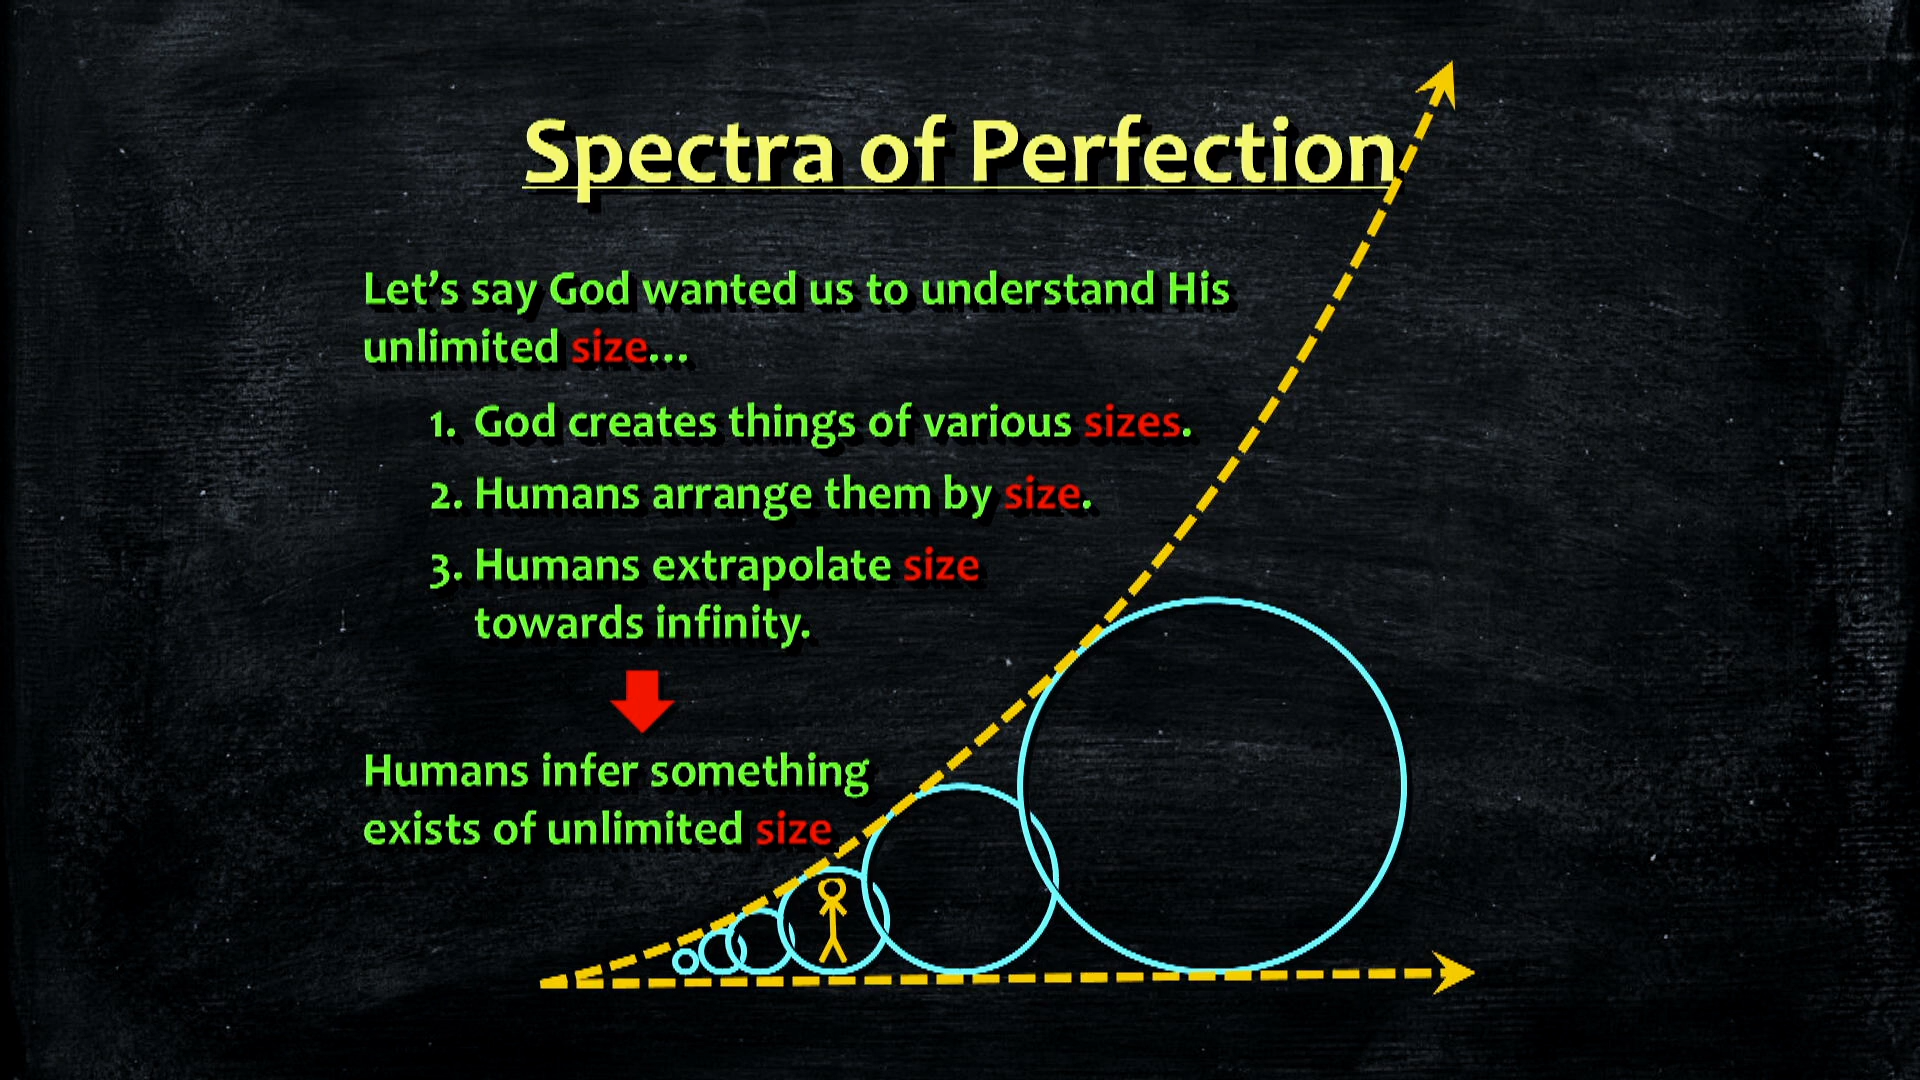 Spectra of Perfection
Let’s say God wanted us to understand His
unlimited size…
1. God creates things of various sizes.
2. Humans arrange them by size.
3. Humans extrapolate size
towards infinity.
Humans infer something
exists of unlimited size